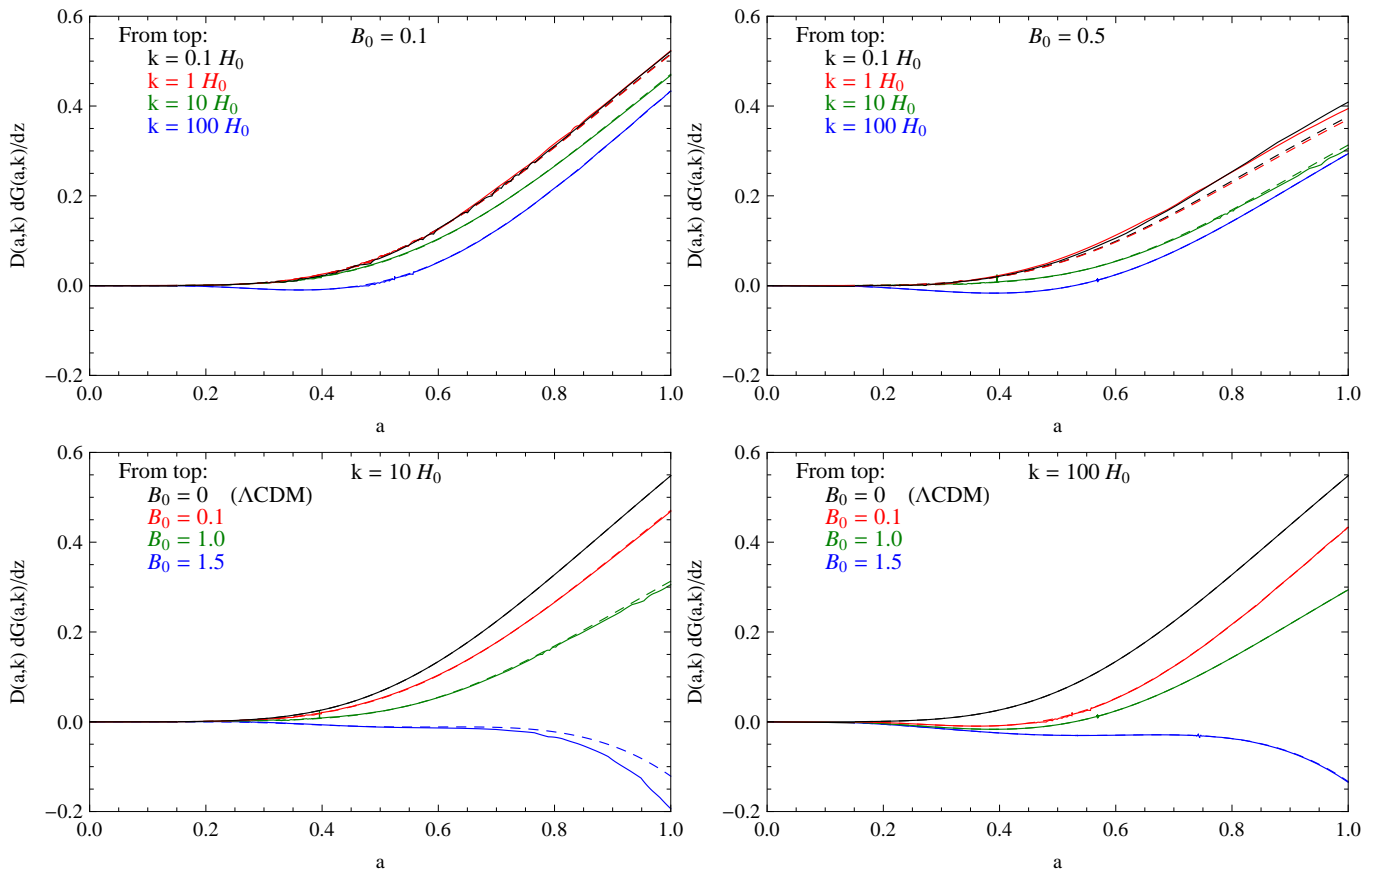 From top:
B₀ = 0.1
k = 0.1 H₀
k = 1 H₀
k = 10 H₀
k = 100 H₀
D(a,k) dG(a,k)/dz
0.6
0.4
0.2
0.0
−0.2
0.0 0.2 0.4 0.6 0.8 1.0
a
From top:
B₀ = 0.5
k = 0.1 H₀
k = 1 H₀
k = 10 H₀
k = 100 H₀
D(a,k) dG(a,k)/dz
0.6
0.4
0.2
0.0
−0.2
0.0 0.2 0.4 0.6 0.8 1.0
a
From top:
k = 10 H₀
B₀ = 0 (ΛCDM)
B₀ = 0.1
B₀ = 1.0
B₀ = 1.5
D(a,k) dG(a,k)/dz
0.6
0.4
0.2
0.0
−0.2
0.0 0.2 0.4 0.6 0.8 1.0
a
From top:
k = 100 H₀
B₀ = 0 (ΛCDM)
B₀ = 0.1
B₀ = 1.0
B₀ = 1.5
D(a,k) dG(a,k)/dz
0.6
0.4
0.2
0.0
−0.2
0.0 0.2 0.4 0.6 0.8 1.0
a